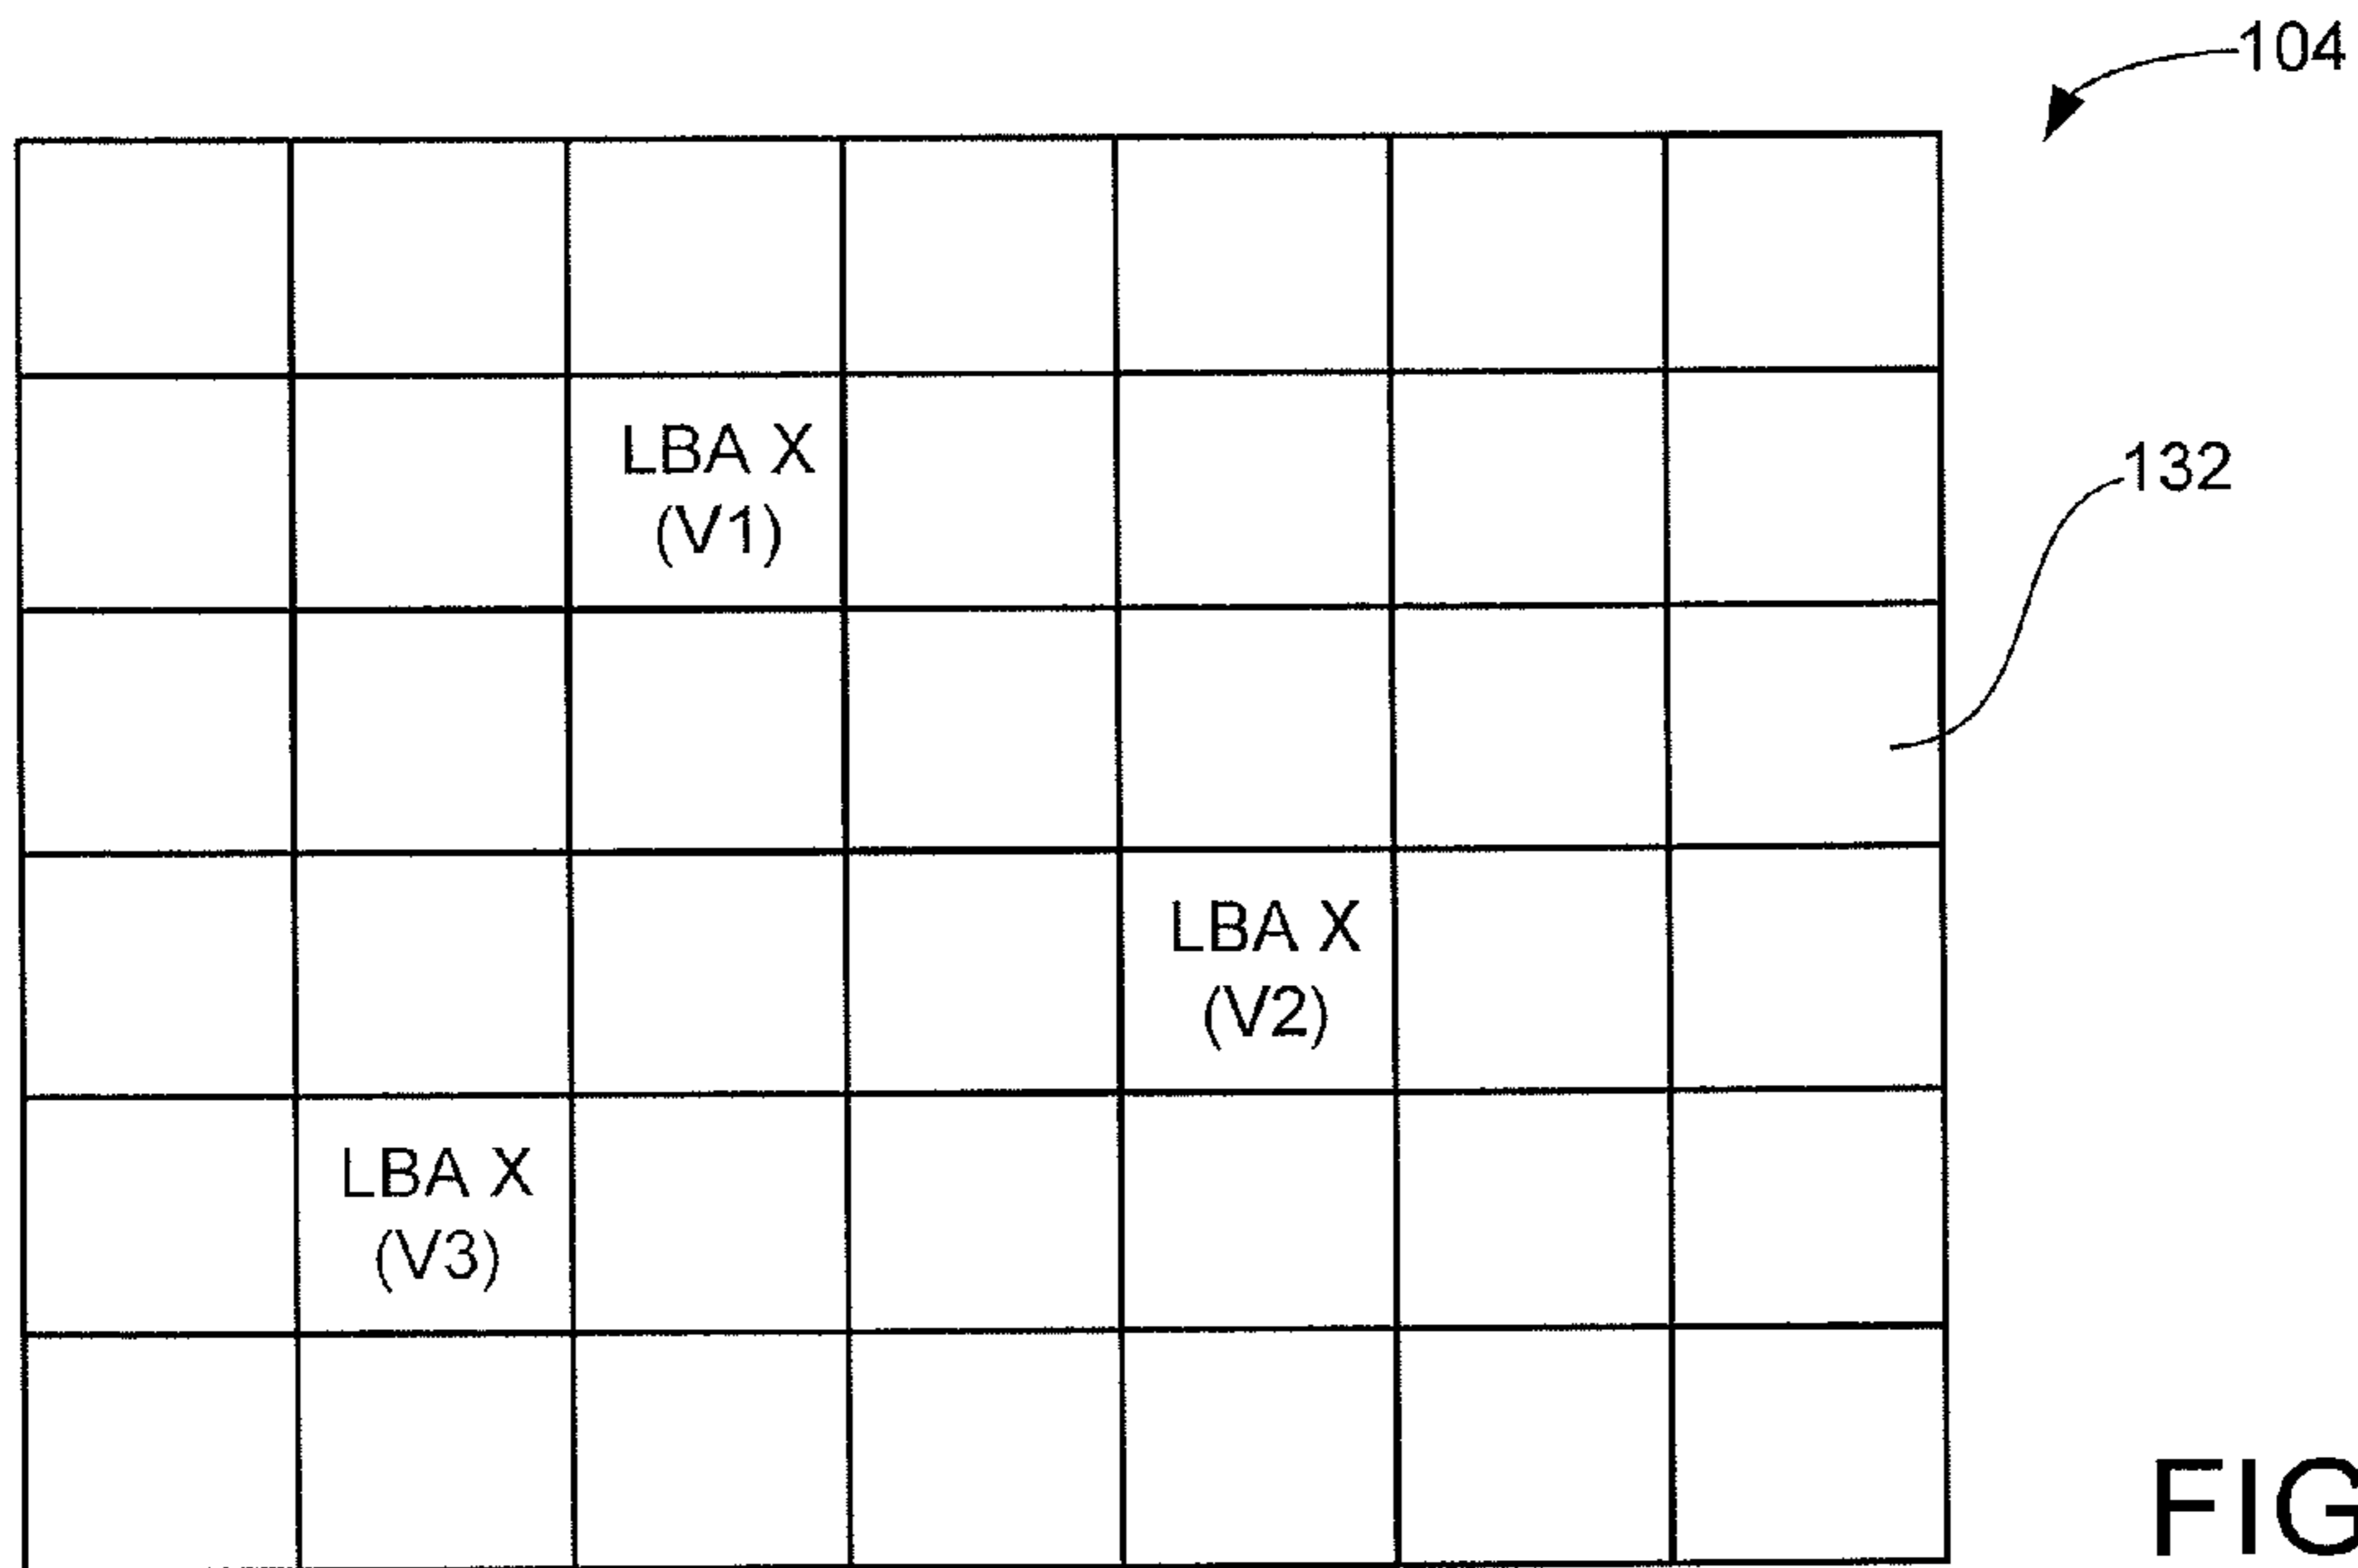 104
LBA X
(V1)
132
LBA X
(V2)
LBA X
(V3)
FIG